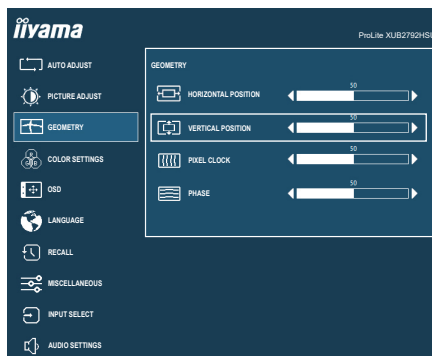 iiyama
ProLite XUB2792HSU
AUTO ADJUST
PICTURE ADJUST
GEOMETRY
COLOR SETTINGS
R
G B
OSD
LANGUAGE
RECALL
MISCELLANEOUS
INPUT SELECT
AUDIO SETTINGS
GEOMETRY
HORIZONTAL POSITION
50
VERTICAL POSITION
50
PIXEL CLOCK
50
PHASE
50